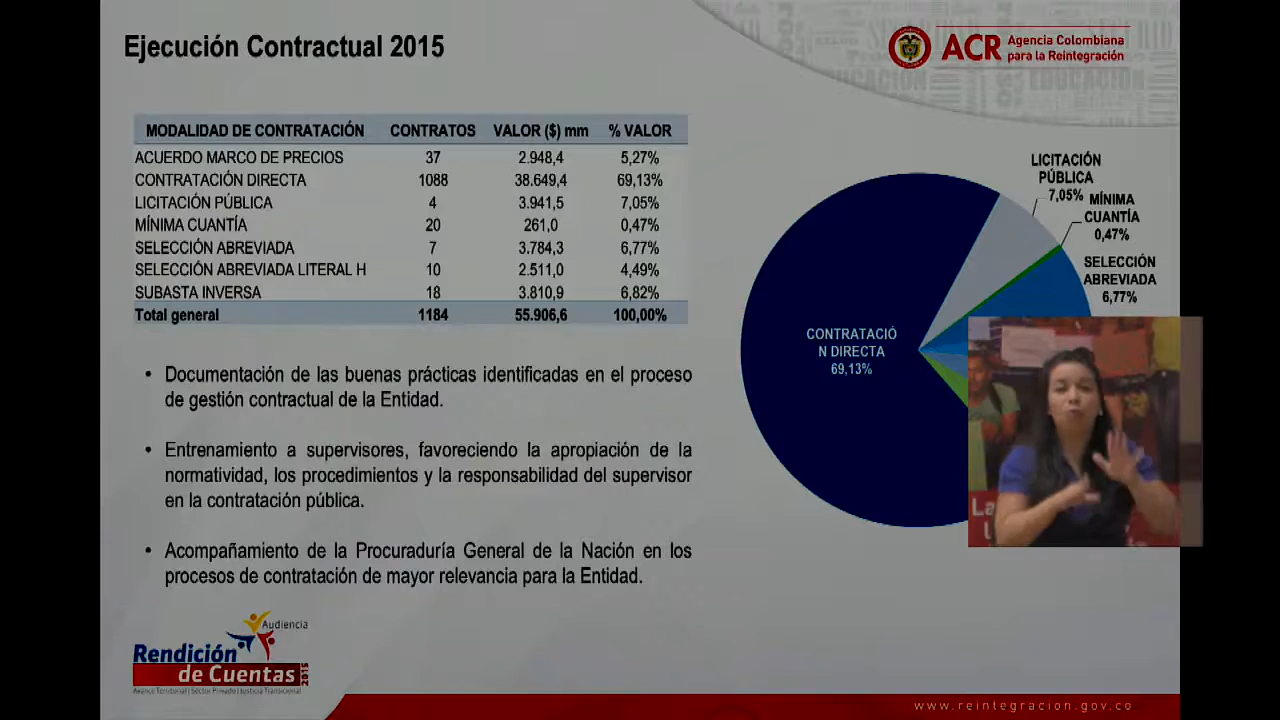 Ejecución Contractual 2015
ACR Agencia Colombiana
para la Reintegración
MODALIDAD DE CONTRATACIÓN CONTRATOS VALOR ($) mm % VALOR
ACUERDO MARCO DE PRECIOS 37 2.948,4 5,27%
CONTRATACIÓN DIRECTA 1088 38.649,4 69,13%
LICITACIÓN PÚBLICA 4 3.941,5 7,05%
MÍNIMA CUANTÍA 20 261,0 0,47%
SELECCIÓN ABREVIADA 7 3.784,3 6,77%
SELECCIÓN ABREVIADA LITERAL H 10 2.511,0 4,49%
SUBASTA INVERSA 18 3.810,9 6,82%
Total general 1184 55.906,6 100,00%
LICITACIÓN
PÚBLICA
7,05%
MÍNIMA
CUANTÍA
0,47%
SELECCIÓN
ABREVIADA
6,77%
CONTRATACIÓ
N DIRECTA
69,13%
• Documentación de las buenas prácticas identificadas en el proceso
de gestión contractual de la Entidad.
• Entrenamiento a supervisores, favoreciendo la apropiación de la
normatividad, los procedimientos y la responsabilidad del supervisor
en la contratación pública.
• Acompañamiento de la Procuraduría General de la Nación en los
procesos de contratación de mayor relevancia para la Entidad.
La
Audiencia
Rendición
de Cuentas 2015
Avance Territorial | Sector Privado | Justicia Transicional
www.reintegracion.gov.co